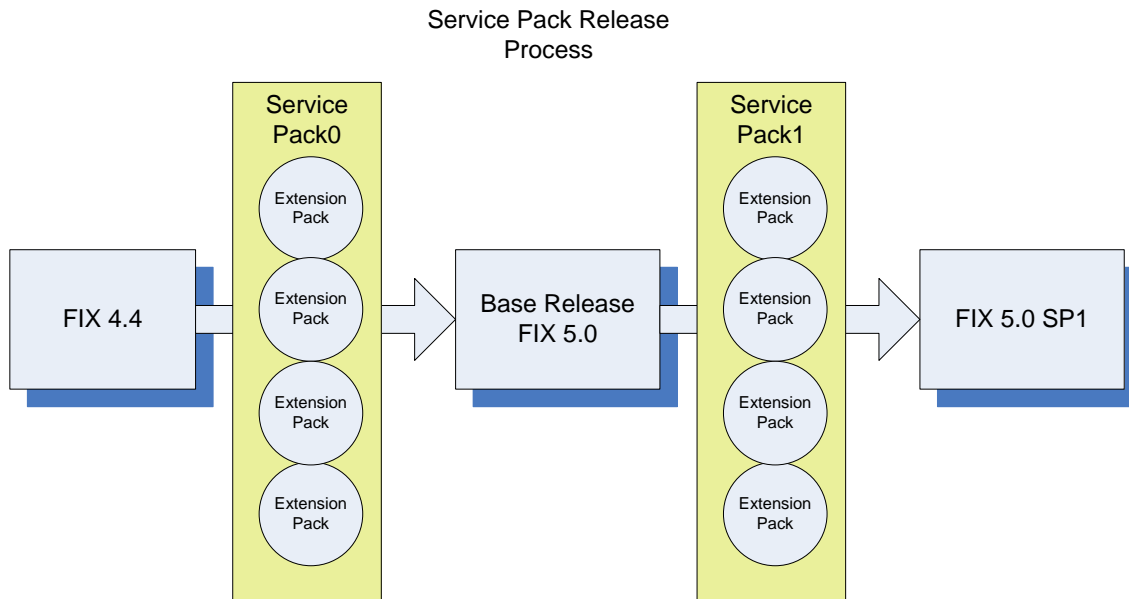 Service Pack Release
Process
FIX 4.4
Service
Pack0
Extension
Pack
Extension
Pack
Extension
Pack
Extension
Pack
Base Release
FIX 5.0
Service
Pack1
Extension
Pack
Extension
Pack
Extension
Pack
Extension
Pack
FIX 5.0 SP1